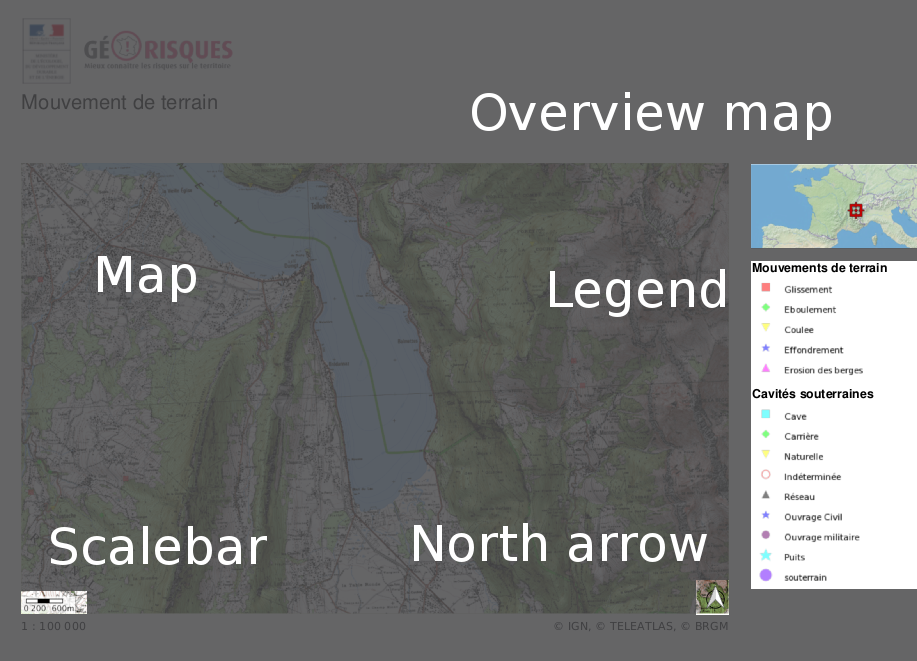 GÉORISQUES
Mieux connaître les risques sur le territoire
Mouvement de terrain
Overview map
Map
Legend
Mouvements de terrain
Glissement
Eboulement
Coulee
Effondrement
Erosion des berges
Cavités souterraines
Cave
Carrière
Naturelle
Indéterminée
Réseau
Ouvrage Civil
Ouvrage militaire
Puits
souterrain
Scalebar
North arrow
0 200 600m
1 : 100 000
© IGN, © TELEATLAS, © BRGM